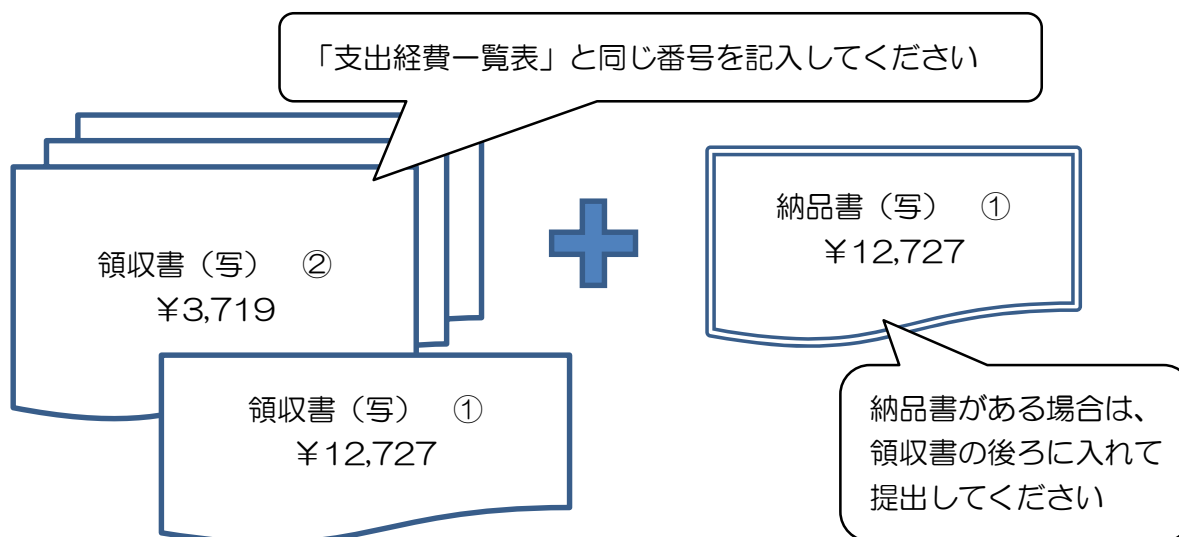 「支出経費一覧表」と同じ番号を記入してください
領収書（写）　②
￥3,719
領収書（写）　①
￥12,727
納品書（写）　①
￥12,727
納品書がある場合は、
領収書の後ろに入れて
提出してください